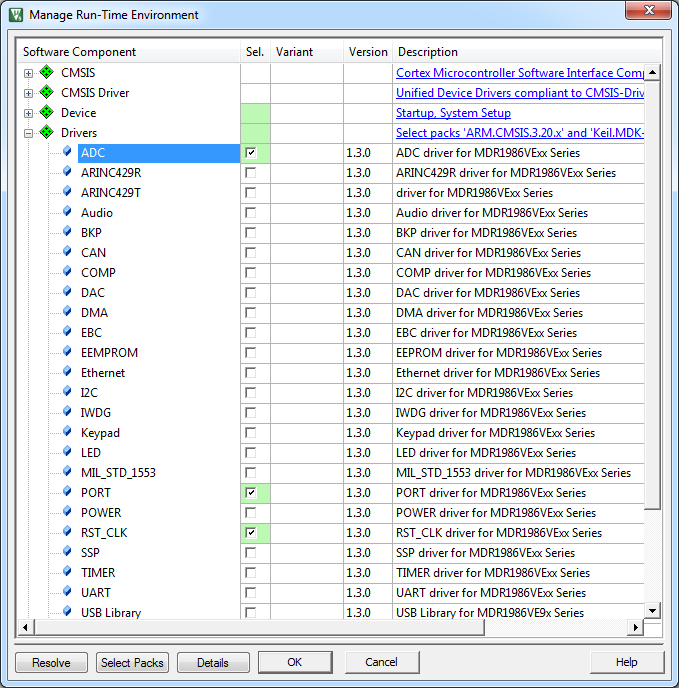 Manage Run-Time Environment
Software Component Sel. Variant Version Description
CMSIS Cortex Microcontroller Software Interface Comp
CMSIS Driver Unified Device Drivers compliant to CMSIS-Driv
Device Startup, System Setup
Drivers Select packs 'ARM.CMSIS.3.20.x' and 'Keil.MDK-
ADC 1.3.0 ADC driver for MDR1986VExx Series
ARINC429R 1.3.0 ARINC429R driver for MDR1986VExx Series
ARINC429T 1.3.0 driver for MDR1986VExx Series
Audio 1.3.0 Audio driver for MDR1986VExx Series
BKP 1.3.0 BKP driver for MDR1986VExx Series
CAN 1.3.0 CAN driver for MDR1986VExx Series
COMP 1.3.0 COMP driver for MDR1986VExx Series
DAC 1.3.0 DAC driver for MDR1986VExx Series
DMA 1.3.0 DMA driver for MDR1986VExx Series
EBC 1.3.0 EBC driver for MDR1986VExx Series
EEMPROM 1.3.0 EEPROM driver for MDR1986VExx Series
Ethernet 1.3.0 Ethernet driver for MDR1986VExx Series
I2C 1.3.0 I2C driver for MDR1986VExx Series
IWDG 1.3.0 IWDG driver for MDR1986VExx Series
Keypad 1.3.0 Keypad driver for MDR1986VExx Series
LED 1.3.0 LED driver for MDR1986VExx Series
MIL_STD_1553 1.3.0 MIL_STD_1553 driver for MDR1986VExx Series
PORT 1.3.0 PORT driver for MDR1986VExx Series
POWER 1.3.0 POWER driver for MDR1986VExx Series
RST_CLK 1.3.0 RST_CLK driver for MDR1986VExx Series
SSP 1.3.0 SSP driver for MDR1986VExx Series
TIMER 1.3.0 TIMER driver for MDR1986VExx Series
UART 1.3.0 UART driver for MDR1986VExx Series
USB Library 1.3.0 USB Library for MDR1986VE9x Series
Resolve Select Packs Details OK Cancel Help